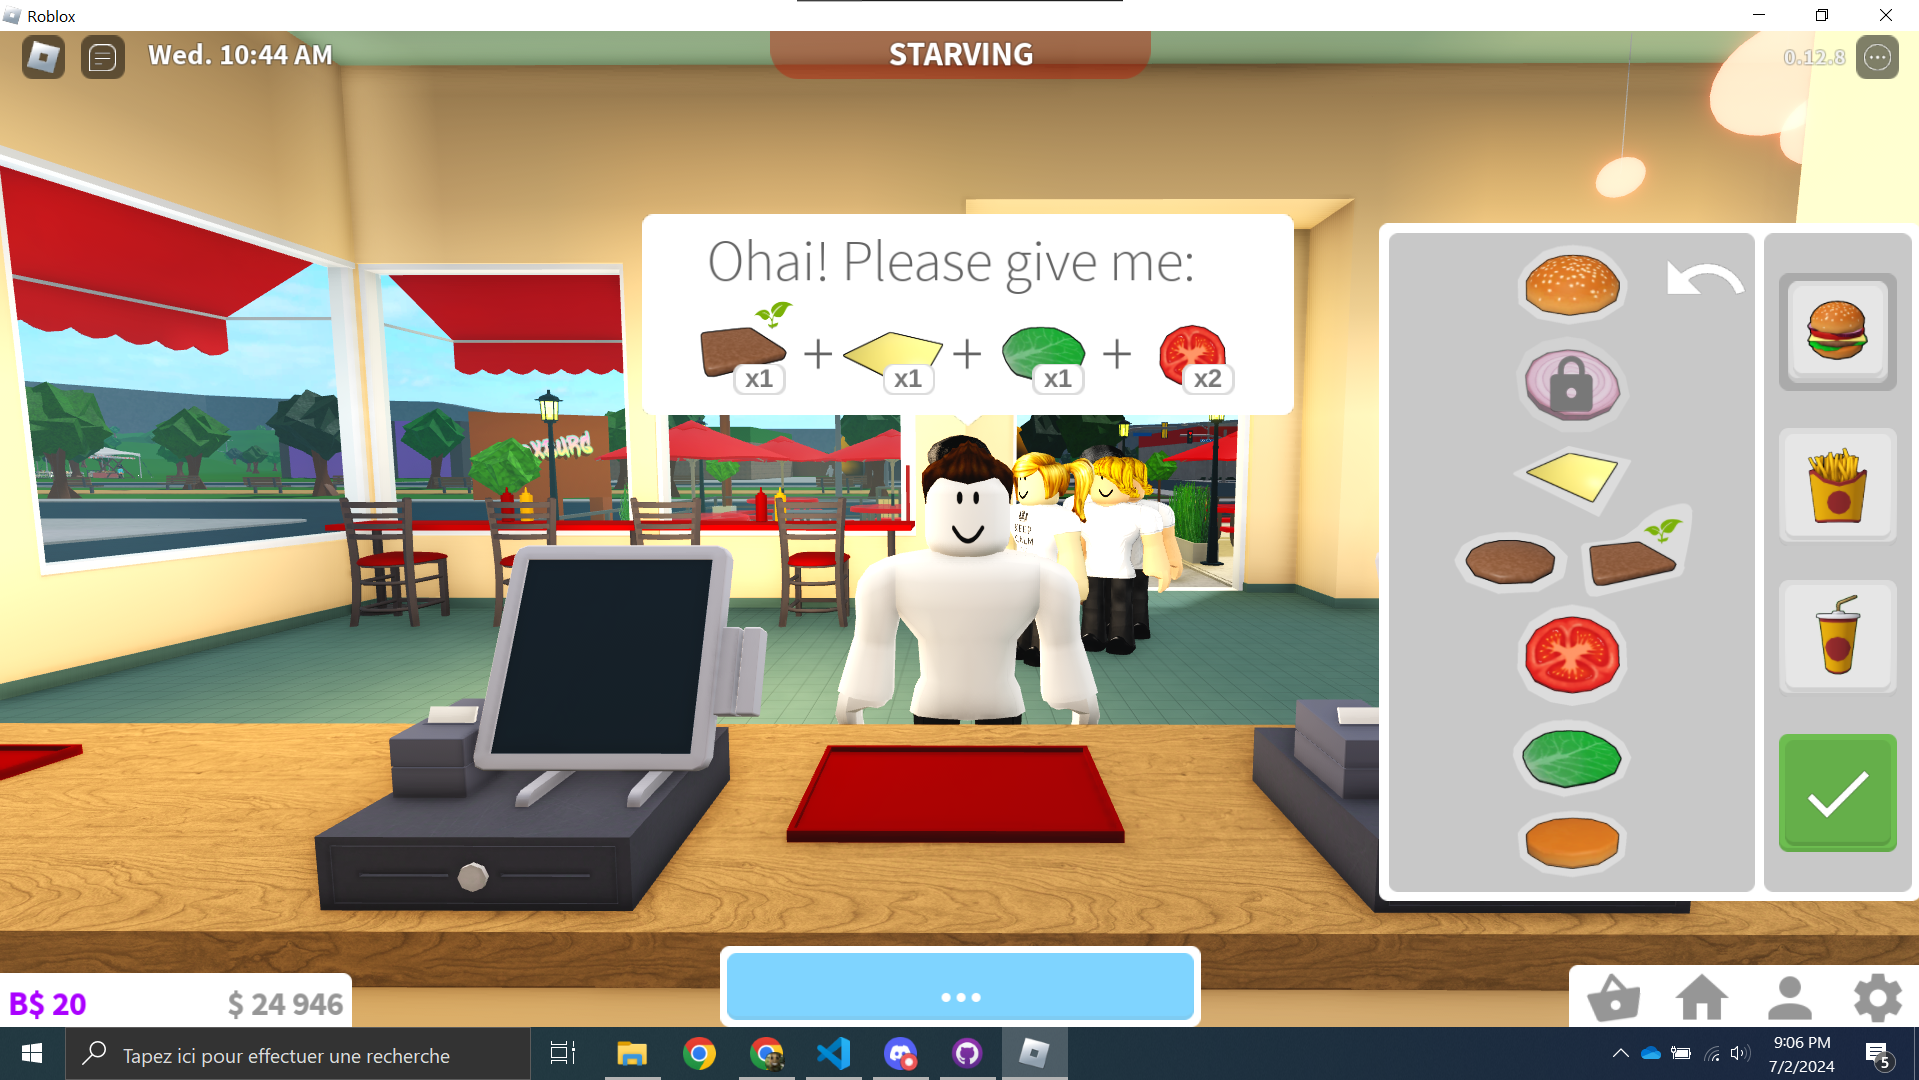 Roblox
Wed. 10:44 AM
STARVING
0.12.8
Ohai! Please give me:
x1
x1
x1
x2
B$ 20
$ 24 946
...
Tapez ici pour effectuer une recherche
9:06 PM
7/2/2024
5